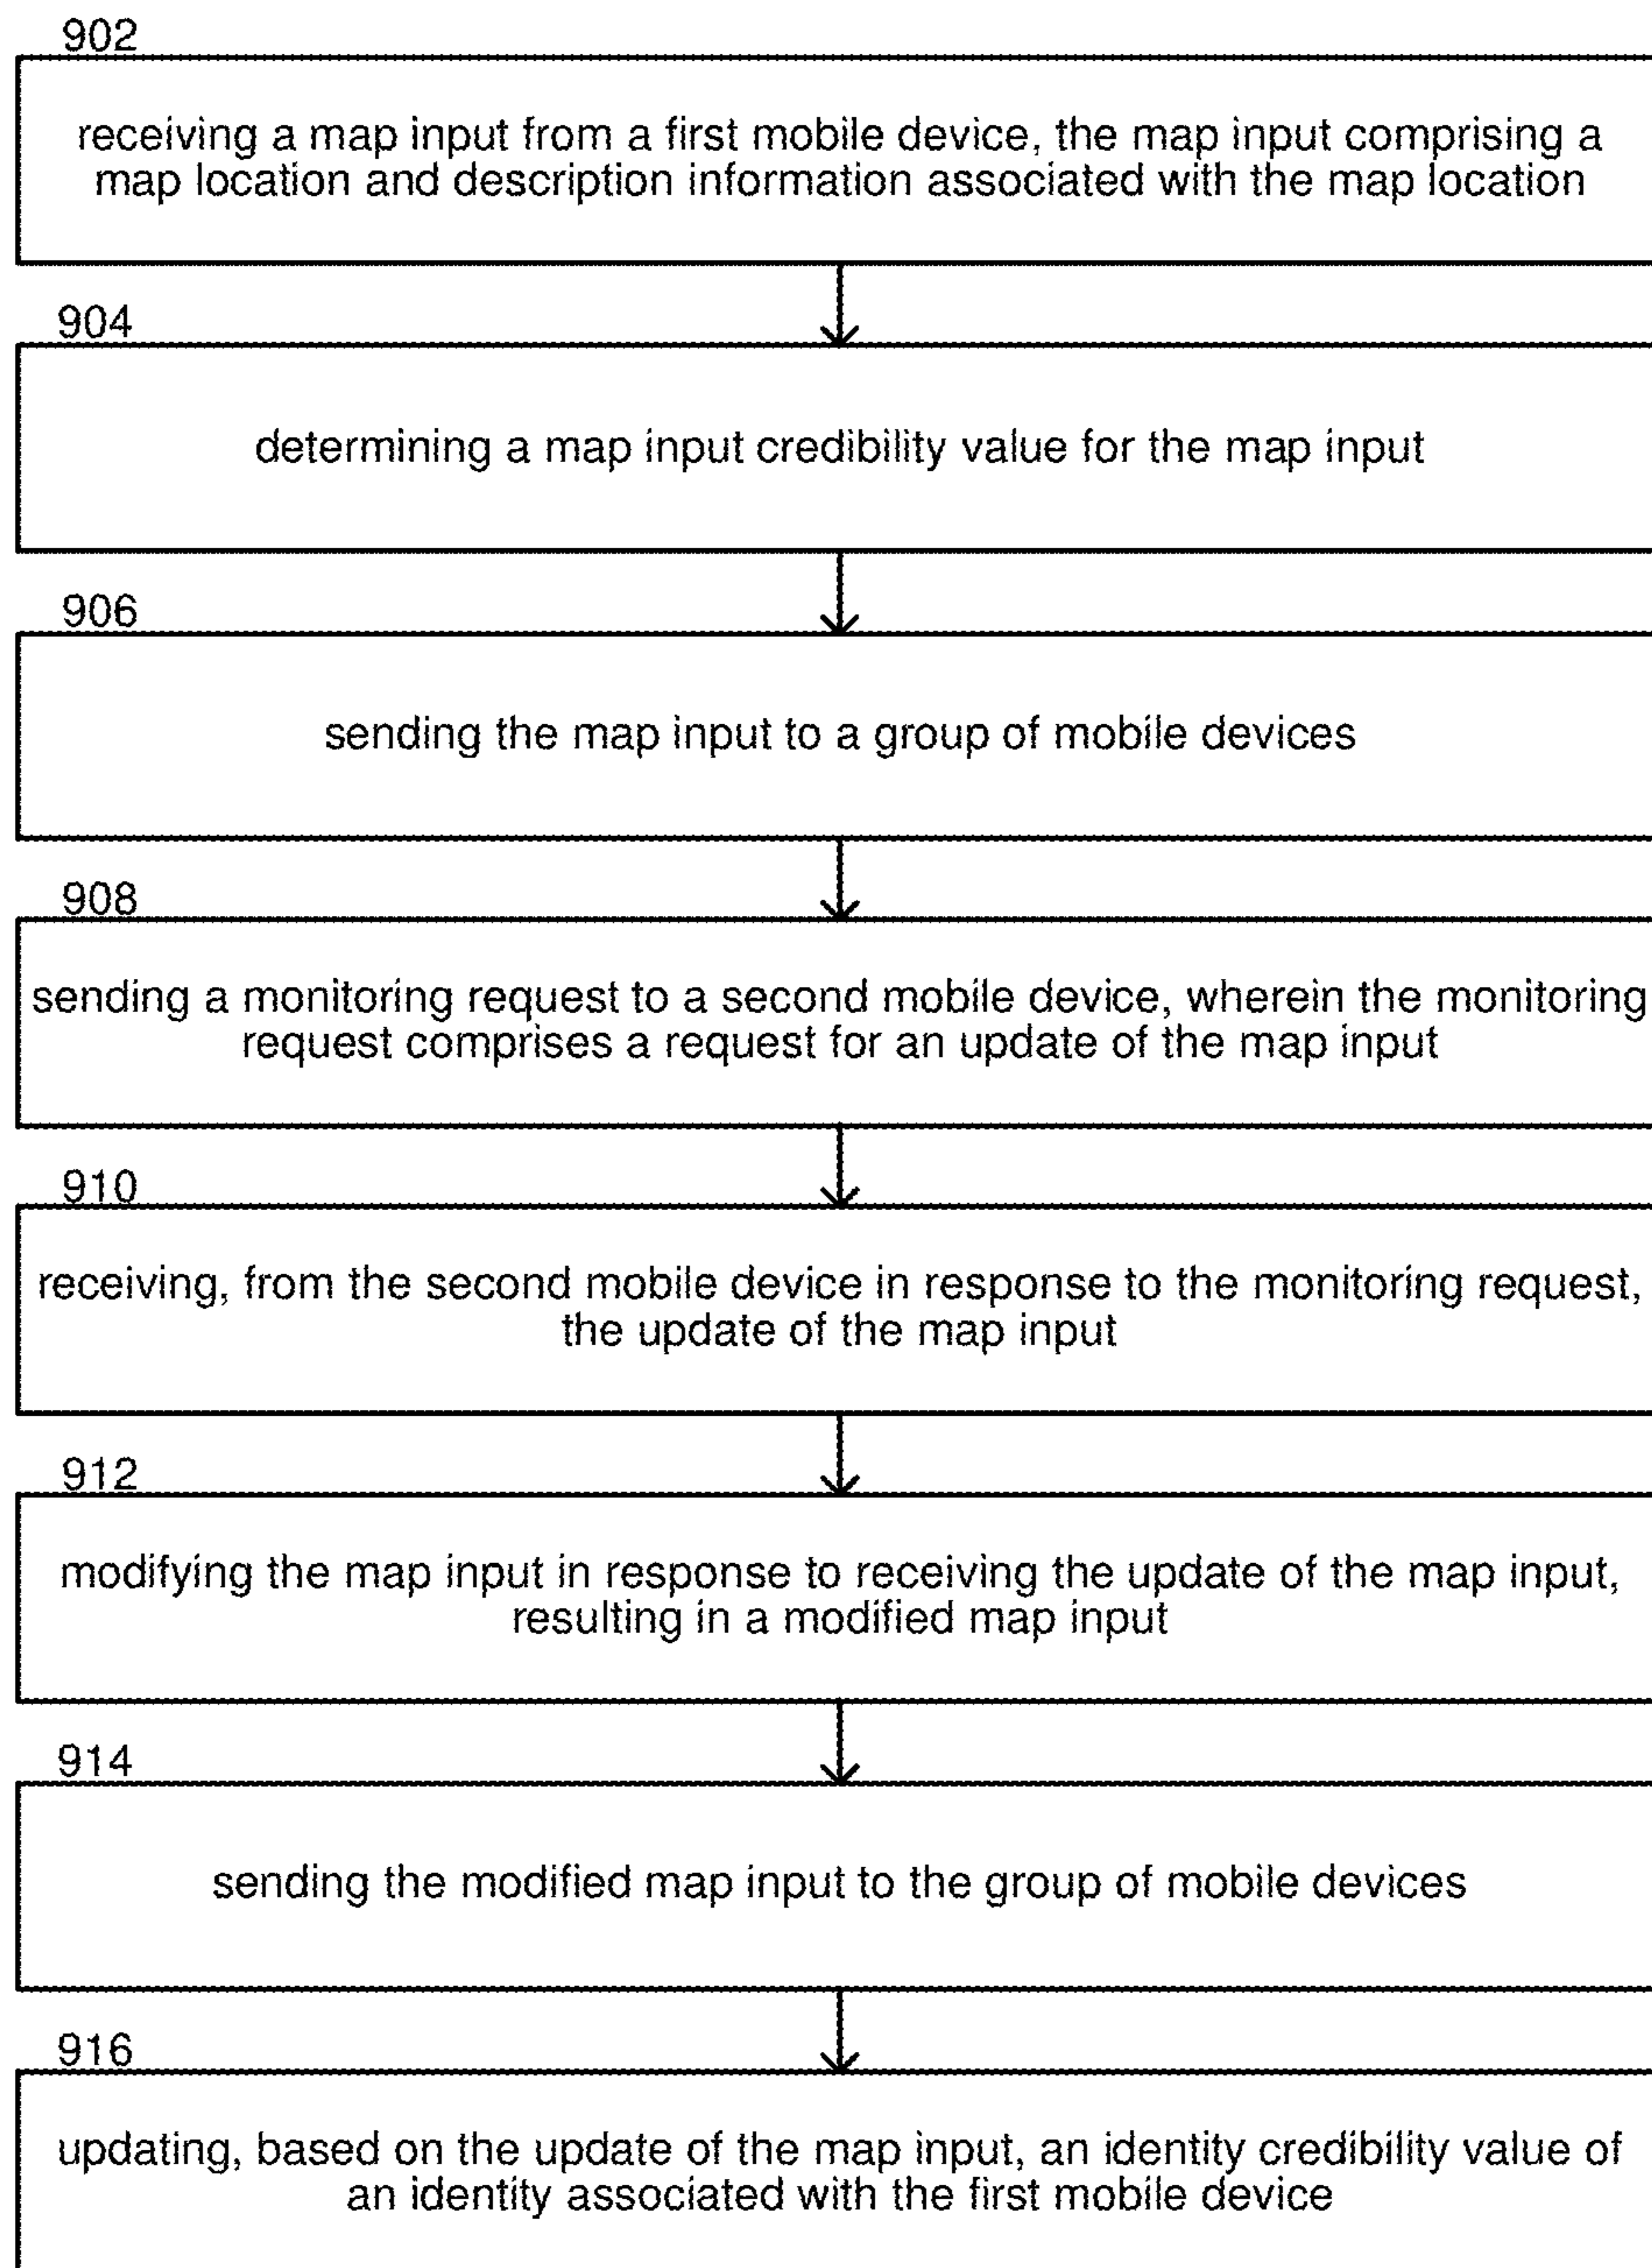 902
receiving a map input from a first mobile device, the map input comprising a
map location and description information associated with the map location
904
determining a map input credibility value for the map input
906
sending the map input to a group of mobile devices
908
sending a monitoring request to a second mobile device, wherein the monitoring
request comprises a request for an update of the map input
910
receiving, from the second mobile device in response to the monitoring request,
the update of the map input
912
modifying the map input in response to receiving the update of the map input,
resulting in a modified map input
914
sending the modified map input to the group of mobile devices
916
updating, based on the update of the map input, an identity credibility value of
an identity associated with the first mobile device